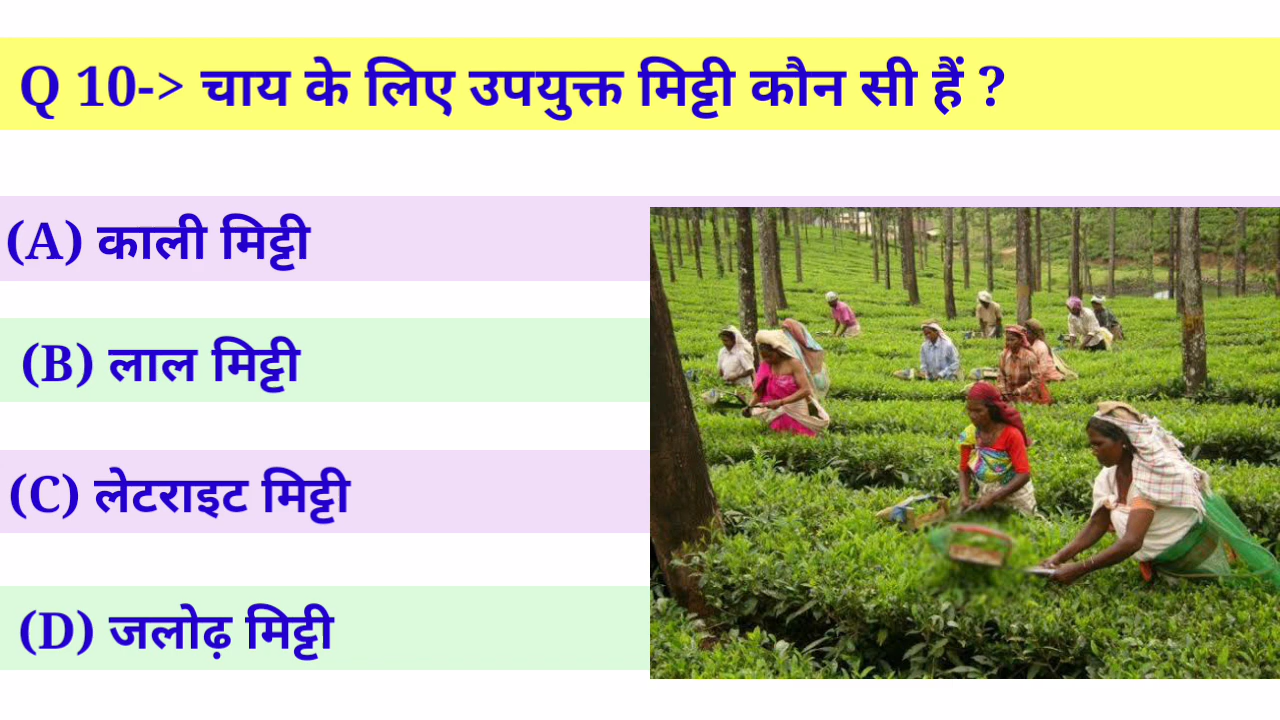 Q 10-> चाय के लिए उपयुक्त मिट्टी कौन सी हैं ?
(A) काली मिट्टी
(B) लाल मिट्टी
(C) लेटराइट मिट्टी
(D) जलोढ़ मिट्टी